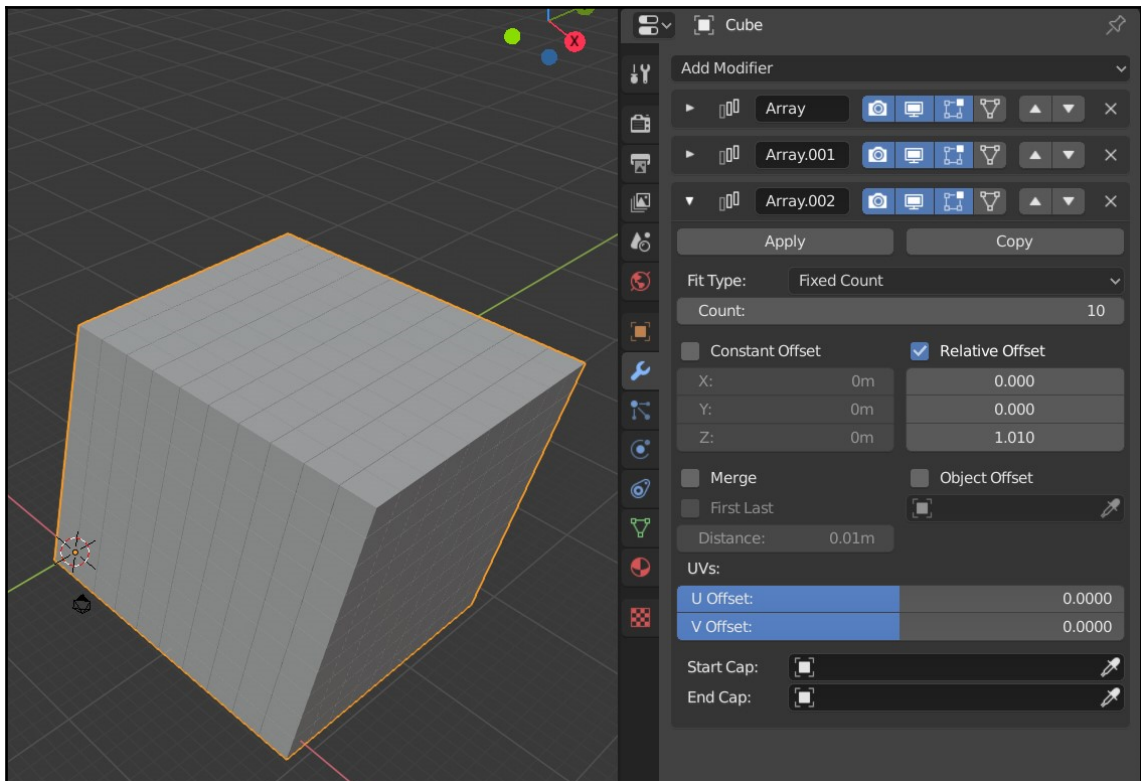 X
Cube
Add Modifier
Array
Array.001
Array.002
Apply Copy
Fit Type: Fixed Count
Count: 10
Constant Offset Relative Offset
X: 0m 0.000
Y: 0m 0.000
Z: 0m 1.010
Merge Object Offset
First Last
Distance: 0.01m
UVs:
U Offset: 0.0000
V Offset: 0.0000
Start Cap:
End Cap: